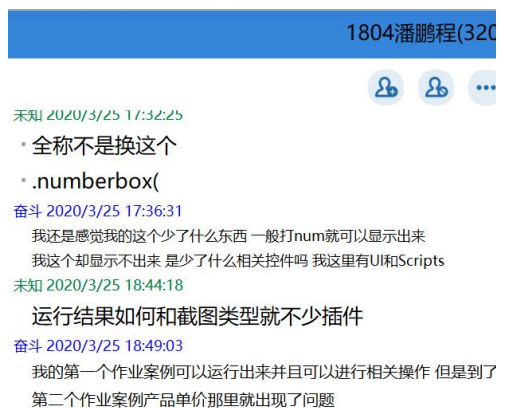 1804潘鹏程(320
未知 2020/3/25 17:32:25
全称不是换这个
.numberbox(
奋斗 2020/3/25 17:36:31
我还是感觉我的这个少了什么东西 一般打num就可以显示出来
我这个却显示不出来 是少了什么相关控件吗 我这里有UI和Scripts
未知 2020/3/25 18:44:18
运行结果如何和截图类型就不少插件
奋斗 2020/3/25 18:49:03
我的第一个作业案例可以运行出来并且可以进行相关操作 但是到了
第二个作业案例产品单价那里就出现了问题